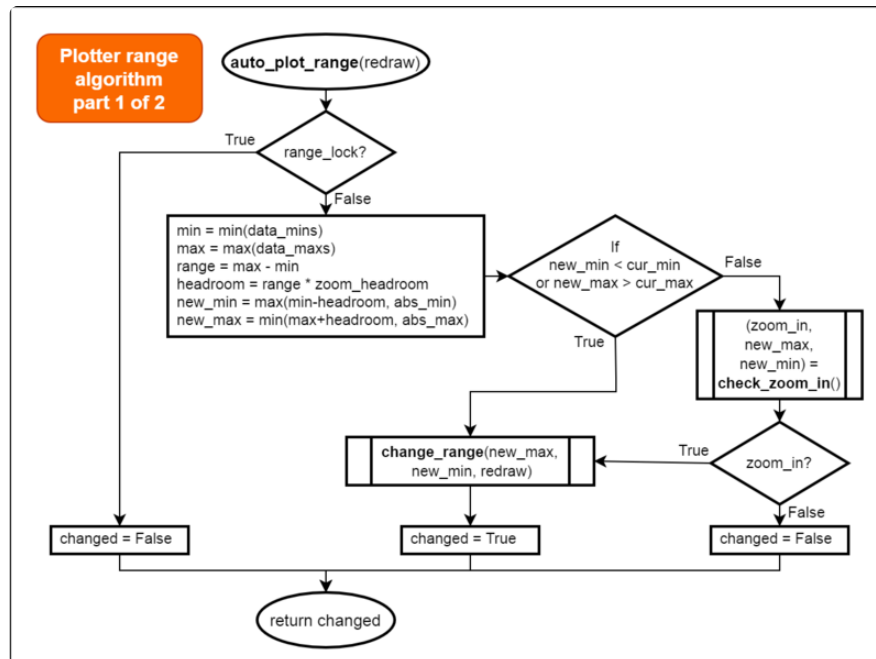 Plotter range
algorithm
part 1 of 2
auto_plot_range(redraw)
True
range_lock?
False
min = min(data_mins)
max = max(data_maxs)
range = max - min
headroom = range * zoom_headroom
new_min = max(min-headroom, abs_min)
new_max = min(max+headroom, abs_max)
If
new_min < cur_min
or new_max > cur_max
False
True
(zoom_in,
new_max,
new_min) =
check_zoom_in()
change_range(new_max,
new_min, redraw)
True
zoom_in?
False
changed = False
changed = True
changed = False
return changed